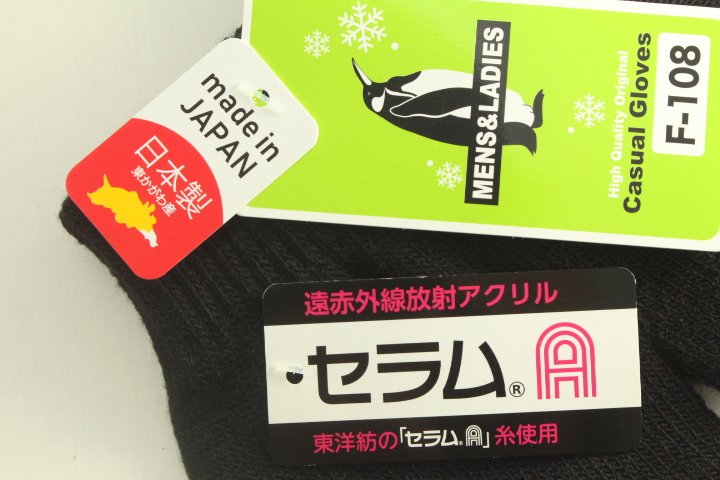 made in
JAPAN
日本製
東かがわ産
MENS&LADIES
High Quality Original
Casual Gloves
F-108
遠赤外線放射アクリル
セラム®A
東洋紡の「セラム®A」糸使用